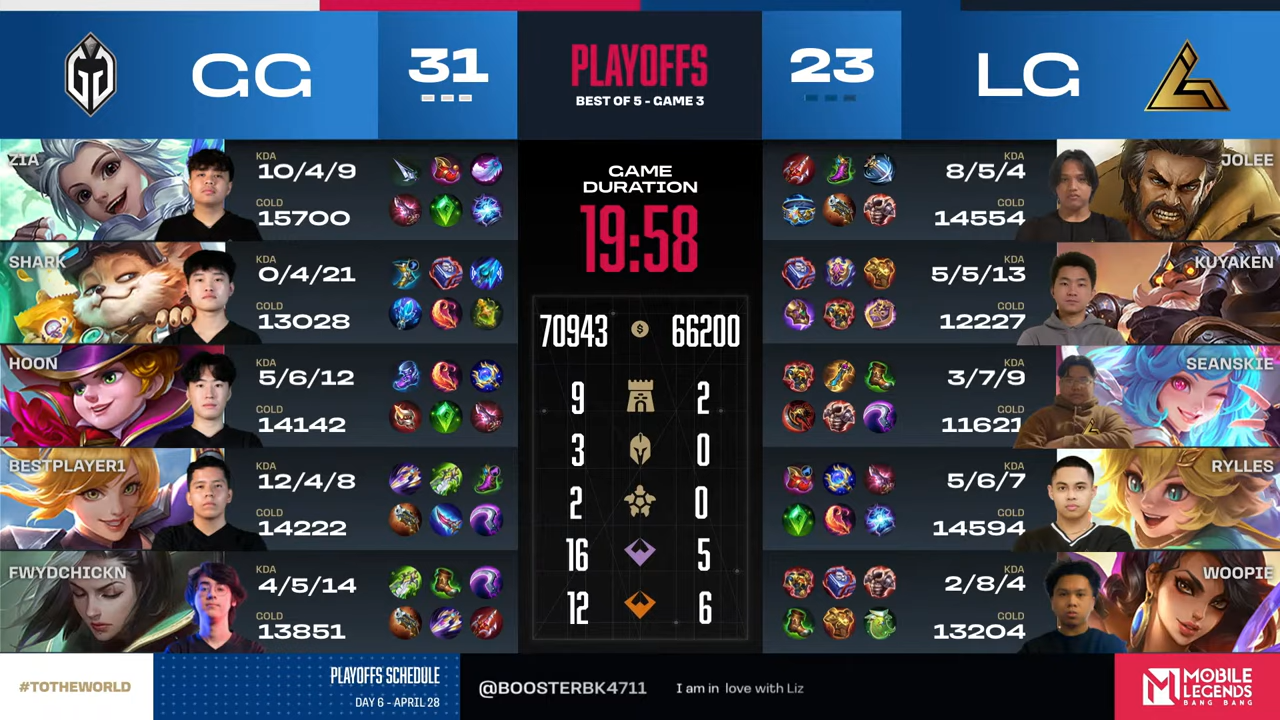 GG
31
PLAYOFFS
BEST OF 5 - GAME 3
23
LG
GAME
DURATION
19:58
ZIA
KDA
10/4/9
GOLD
15700
SHARK
KDA
0/4/21
GOLD
13028
HOON
KDA
5/6/12
GOLD
14142
BESTPLAYER1
KDA
12/4/8
GOLD
14222
FWYDCHICKN
KDA
4/5/14
GOLD
13851
70943 $ 66200
9 2
3 0
2 0
16 5
12 6
JOLEE
KDA
8/5/4
GOLD
14554
KUYAKEN
KDA
5/5/13
GOLD
12227
SEANSKIE
KDA
3/7/9
GOLD
11621
RYLLES
KDA
5/6/7
GOLD
14594
WOOPIE
KDA
2/8/4
GOLD
13204
#TOTHEWORLD
PLAYOFFS SCHEDULE
DAY 6 - APRIL 28
@BOOSTERBK4711 I am in love with Liz
MOBILE
LEGENDS
BANG BANG